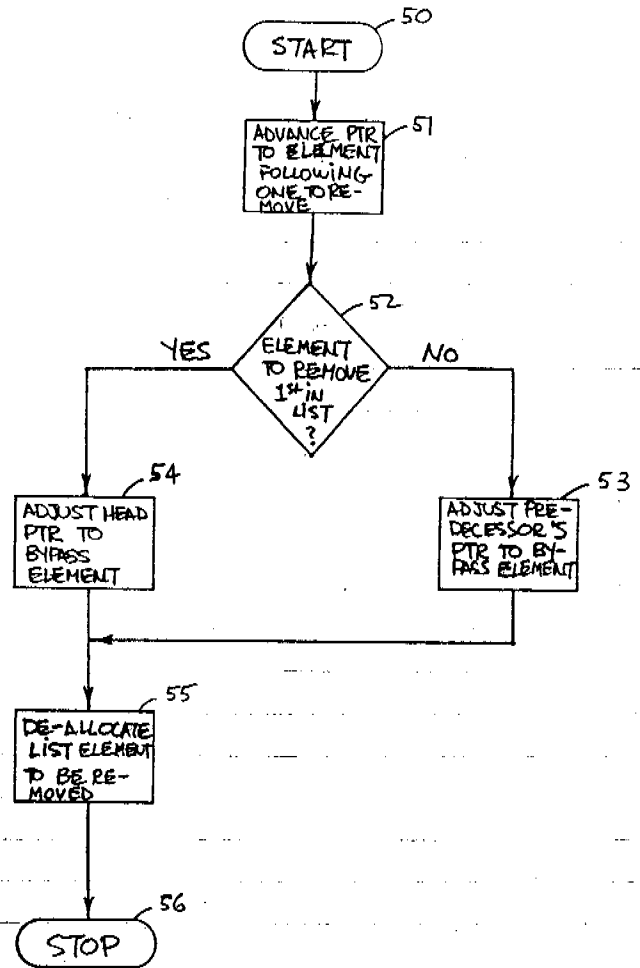 50
START
51
ADVANCE PTR
TO ELEMENT
FOLLOWING
ONE TO RE-
MOVE
52
YES
ELEMENT
TO REMOVE
1st IN
LIST
?
NO
54
ADJUST HEAD
PTR TO
BYPASS
ELEMENT
53
ADJUST PRE-
DECESSOR'S
PTR TO BY-
PASS ELEMENT
55
DE-ALLOCATE
LIST ELEMENT
TO BE RE-
MOVED
56
STOP